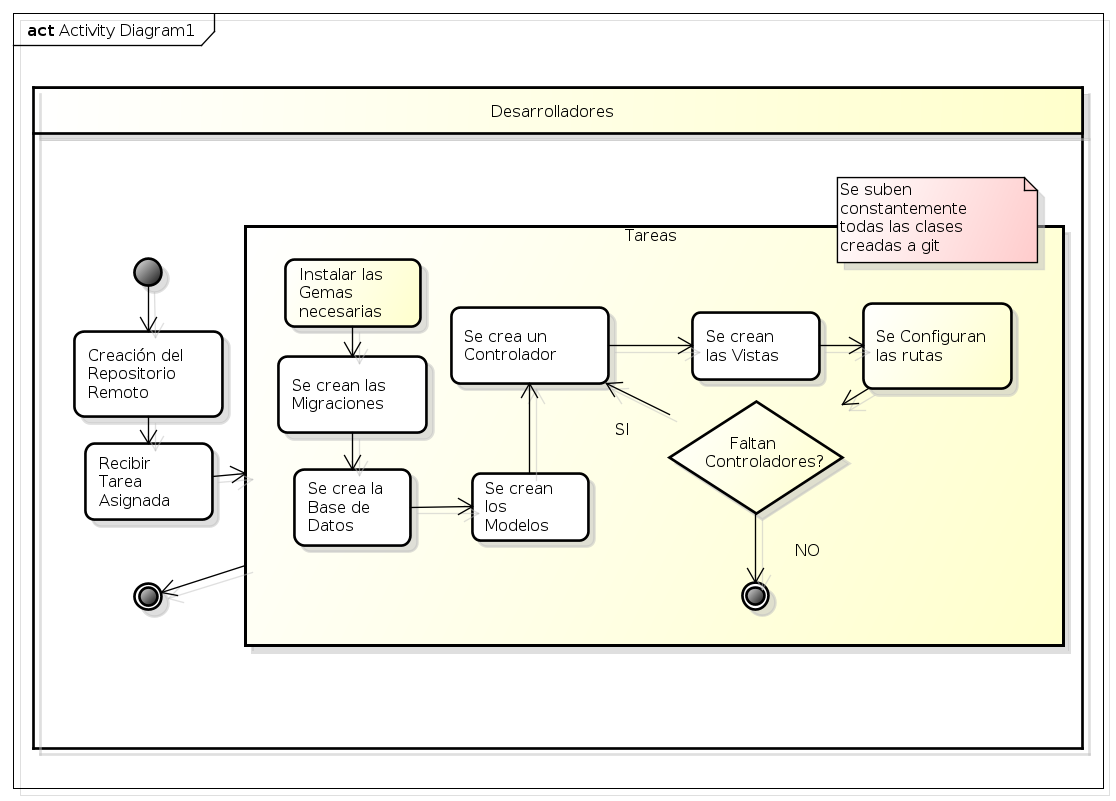 act Activity Diagram1
Desarrolladores
Se suben
constantemente
todas las clases
creadas a git
Tareas
Creación del
Repositorio
Remoto
Recibir
Tarea
Asignada
Instalar las
Gemas
necesarias
Se crean las
Migraciones
Se crea la
Base de
Datos
Se crean
los
Modelos
Se crea un
Controlador
Se crean
las Vistas
Se Configuran
las rutas
Faltan
Controladores?
SI
NO